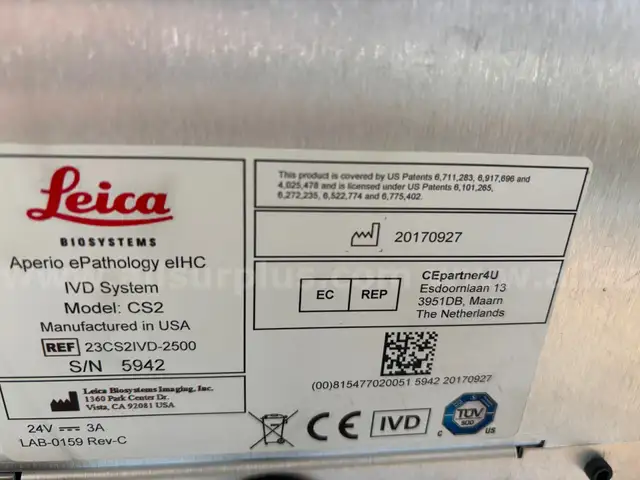 Leica
BIOSYSTEMS
Aperio ePathology eIHC
IVD System
Model: CS2
Manufactured in USA
REF 23CS2IVD-2500
S/N 5942
Leica Biosystems Imaging, Inc.
1360 Park Center Dr.
Vista, CA 92081 USA
24V 3A
LAB-0159 Rev-C
This product is covered by US Patents 6,711,283, 6,917,696 and
4,025,478 and is licensed under US Patents 6,101,265,
6,272,235, 6,522,774 and 6,775,402.
20170927
EC REP
CEpartner4U
Esdoornlaan 13
3951DB, Maarn
The Netherlands
(00)815477020051 5942 20170927
CE IVD
TÜV
SÜD
C US